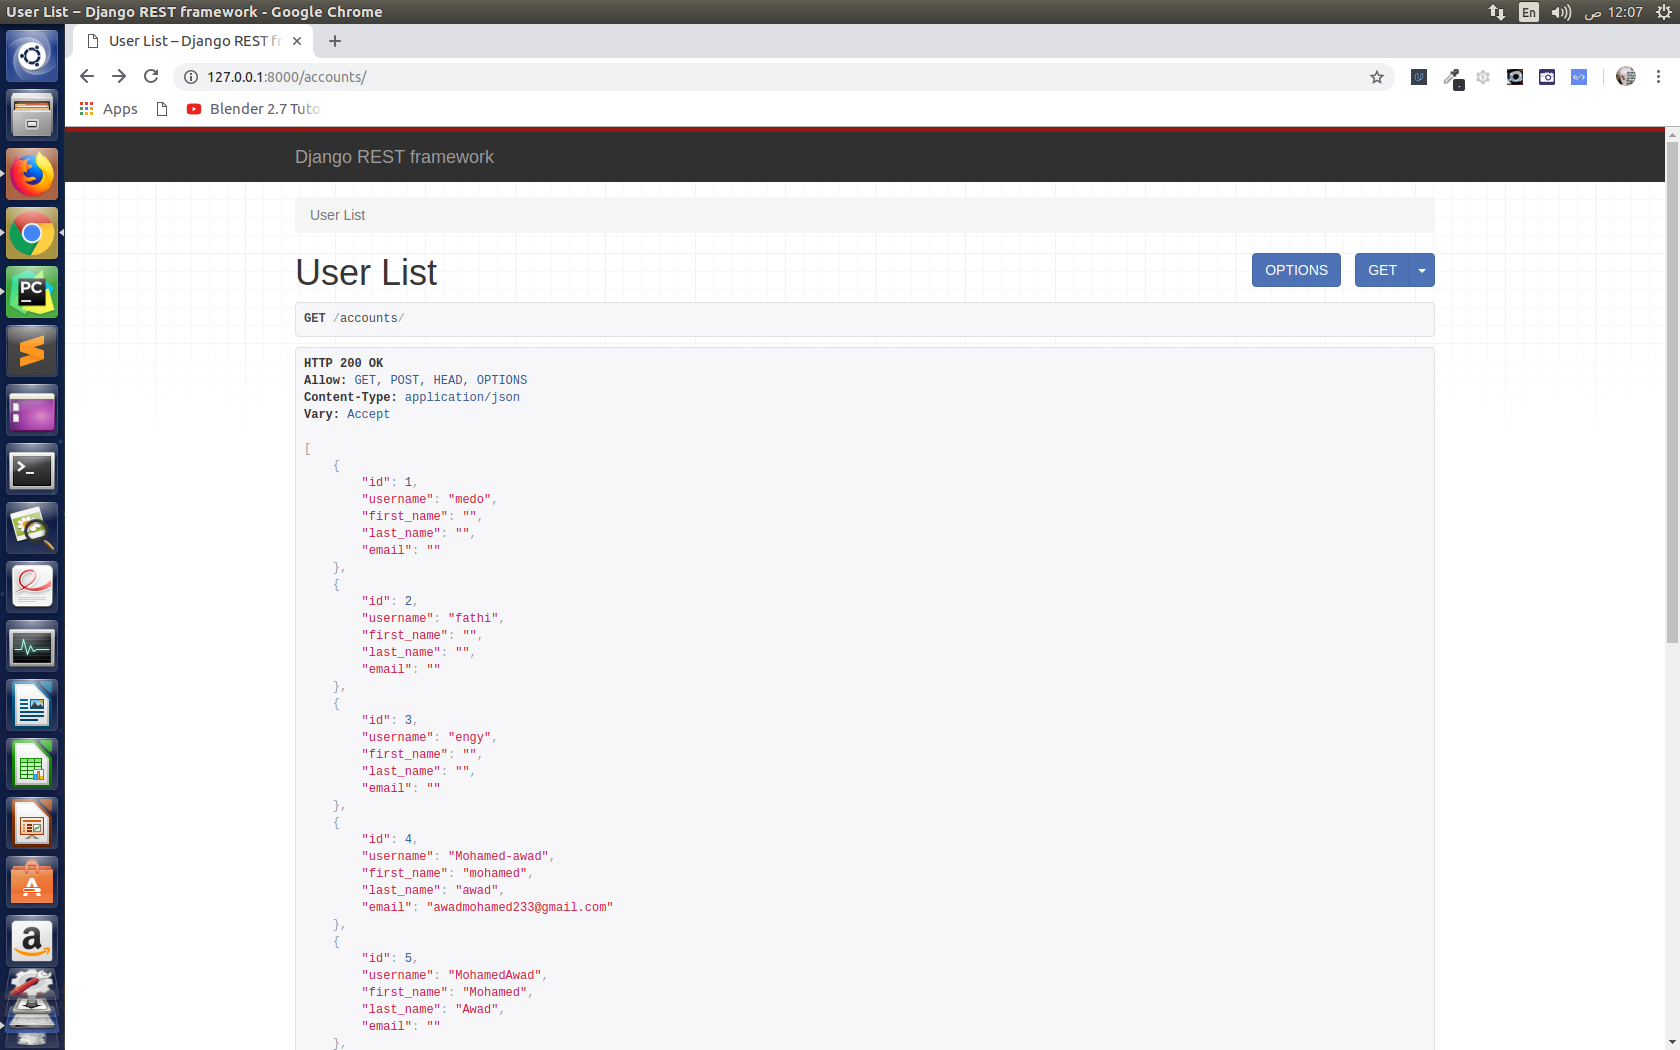 User List – Django REST framework - Google Chrome
En
ص 12:07
User List – Django REST fr
127.0.0.1:8000/accounts/
Apps
Blender 2.7 Tuto
Django REST framework
User List
User List
OPTIONS
GET
GET /accounts/
HTTP 200 OK
Allow: GET, POST, HEAD, OPTIONS
Content-Type: application/json
Vary: Accept
[
{
"id": 1,
"username": "medo",
"first_name": "",
"last_name": "",
"email": ""
},
{
"id": 2,
"username": "fathi",
"first_name": "",
"last_name": "",
"email": ""
},
{
"id": 3,
"username": "engy",
"first_name": "",
"last_name": "",
"email": ""
},
{
"id": 4,
"username": "Mohamed-awad",
"first_name": "mohamed",
"last_name": "awad",
"email": "awadmohamed233@gmail.com"
},
{
"id": 5,
"username": "MohamedAwad",
"first_name": "Mohamed",
"last_name": "Awad",
"email": ""
},
PC